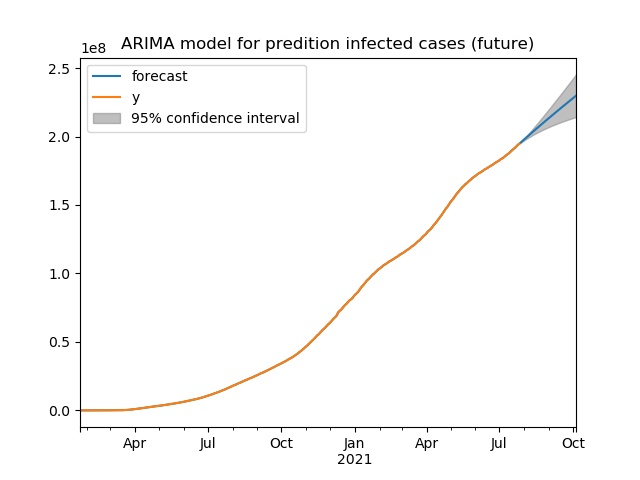 ARIMA model for predition infected cases (future)
1e8
forecast
y
95% confidence interval
2.5
2.0
1.5
1.0
0.5
0.0
Apr Jul Oct Jan Apr Jul Oct
2021